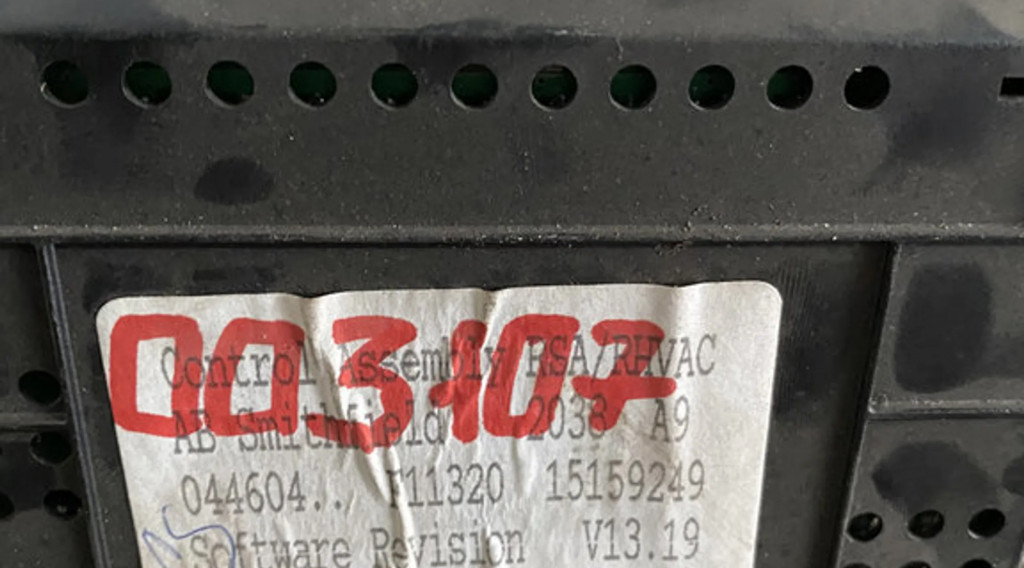 003107
Control Assembly RSA/RHVAC
AB Smithfield 2038 A9
044604.. F11320 15159249
Software Revision V13.19